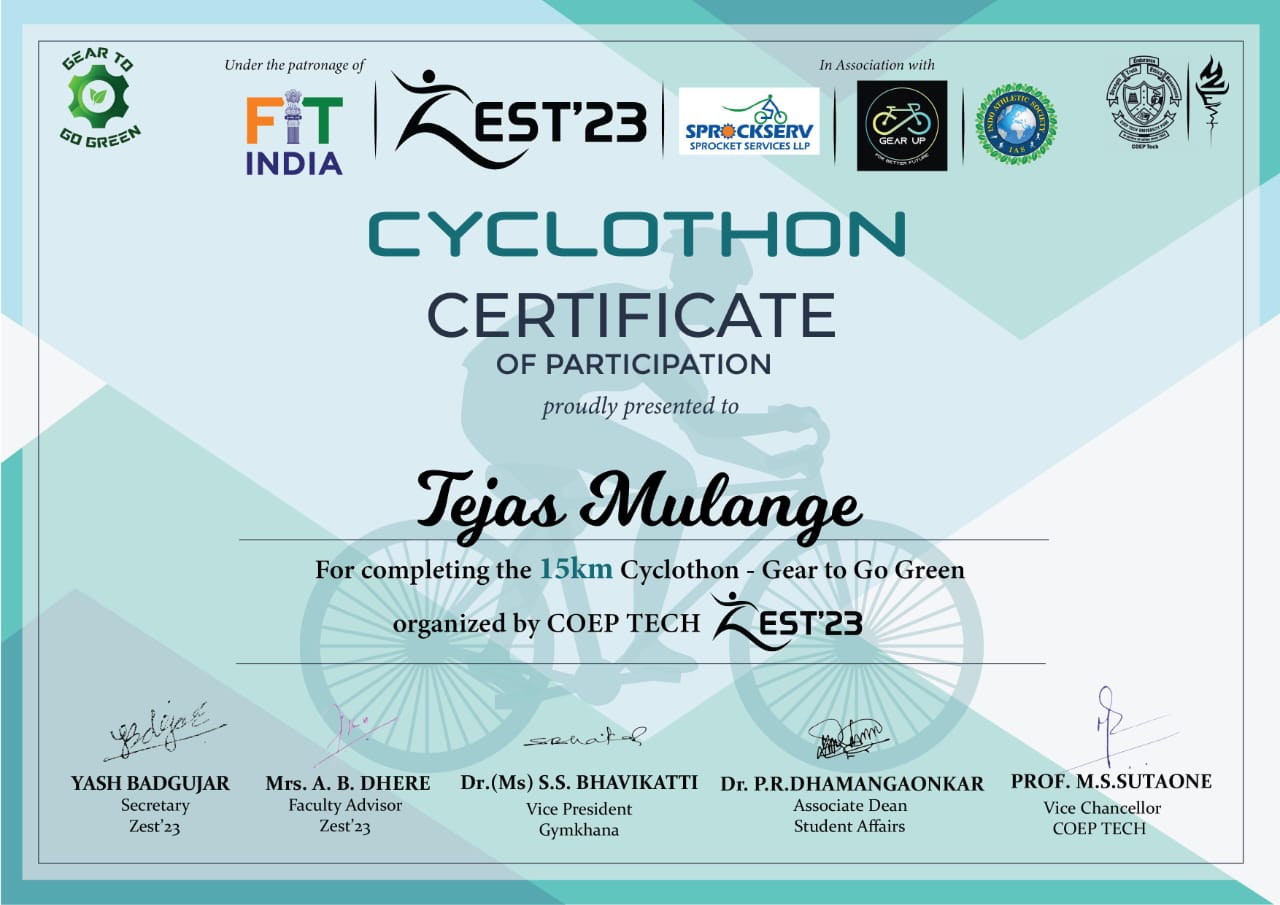 GEAR TO
GO GREEN
Under the patronage of
FIT
INDIA
ZEST'23
SPROCKSERV
SPROCKET SERVICES LLP
In Association with
GEAR UP
FOR BETTER FUTURE
INDO ATHLETIC SOCIETY
IAS
COEP Tech
CYCLOTHON
CERTIFICATE
OF PARTICIPATION
proudly presented to
Tejas Mulange
For completing the 15km Cyclothon - Gear to Go Green
organized by COEP TECH ZEST'23
YASH BADGUJAR
Secretary
Zest'23
Mrs. A. B. DHERE
Faculty Advisor
Zest'23
Dr.(Ms) S.S. BHAVIKATTI
Vice President
Gymkhana
Dr. P.R.DHAMANGAONKAR
Associate Dean
Student Affairs
PROF. M.S.SUTAONE
Vice Chancellor
COEP TECH